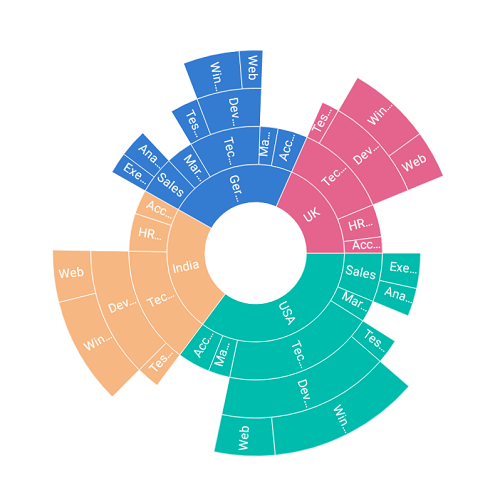 USA
Sales
Exe...
Ana...
Mar...
Tec...
Tes...
Dev...
Win...
Web
Ma...
Acc...
India
Tec...
Tes...
Dev...
Win...
Web
HR...
Acc...
Ger...
Sales
Exe...
Ana...
Mar...
Tec...
Tes...
Dev...
Win...
Web
Ma...
Acc...
UK
Tec...
Tes...
Dev...
Win...
Web
HR...
Acc...